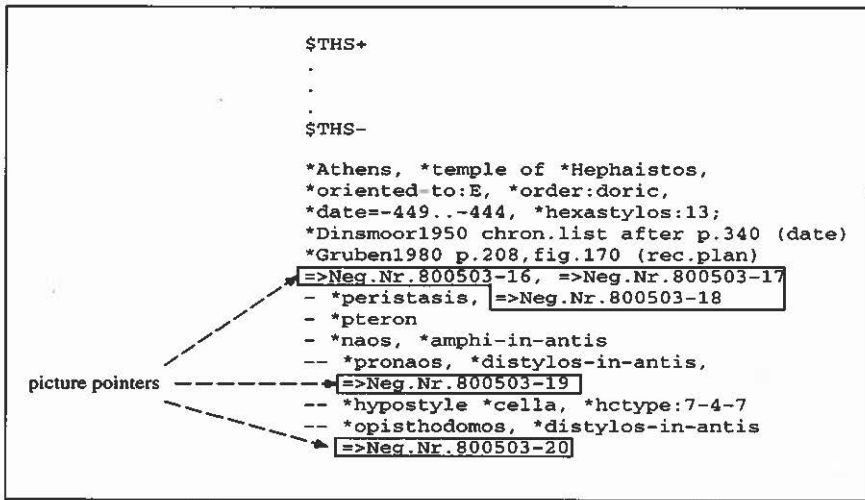 $THS+
.
.
.
$THS-
*Athens, *temple of *Hephaistos,
*oriented-to:E, *order:doric,
*date=-449..-444, *hexastylos:13;
*Dinsmoor1950 chron.list after p.340 (date)
*Gruben1980 p.208,fig.170 (rec.plan)
=>Neg.Nr.800503-16, =>Neg.Nr.800503-17
- *peristasis, =>Neg.Nr.800503-18
- *pteron
- *naos, *amphi-in-antis
-- *pronaos, *distylos-in-antis,
picture pointers
=>Neg.Nr.800503-19
-- *hypostyle *cella, *hctype:7-4-7
-- *opisthodomos, *distylos-in-antis
=>Neg.Nr.800503-20